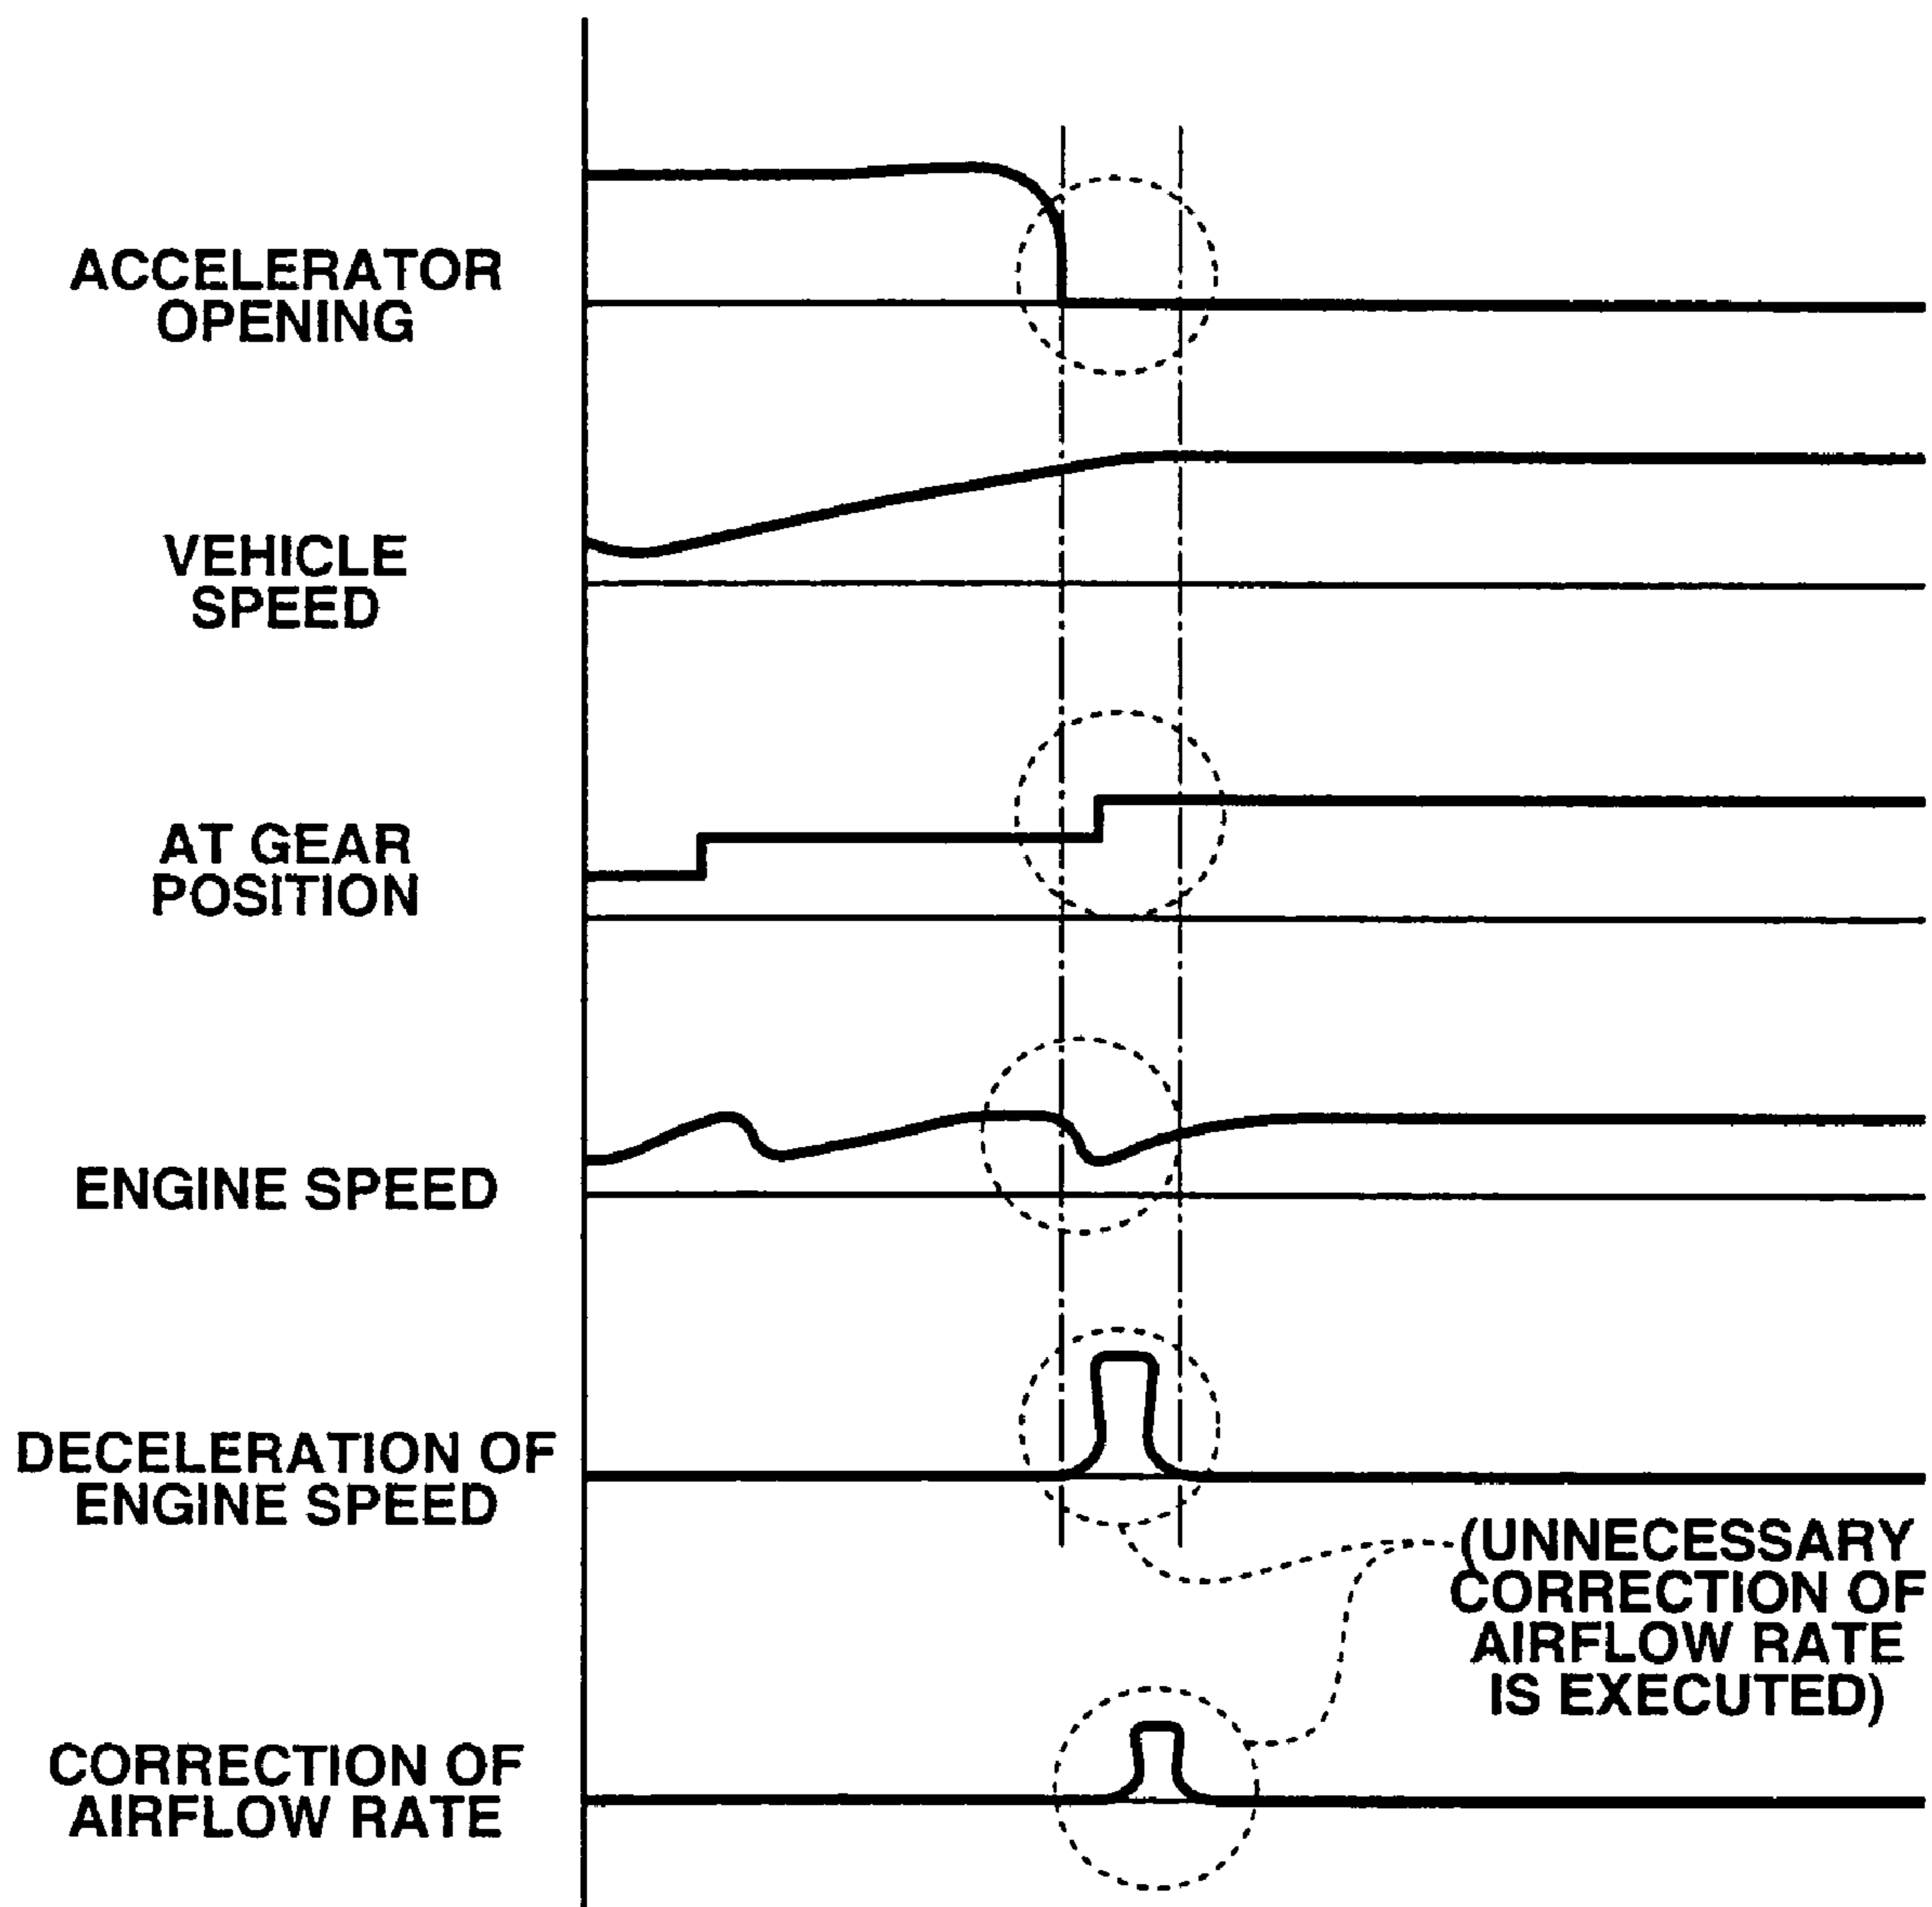 ACCELERATOR
OPENING
VEHICLE
SPEED
AT GEAR
POSITION
ENGINE SPEED
DECELERATION OF
ENGINE SPEED
(UNNECESSARY
CORRECTION OF
AIRFLOW RATE
IS EXECUTED)
CORRECTION OF
AIRFLOW RATE